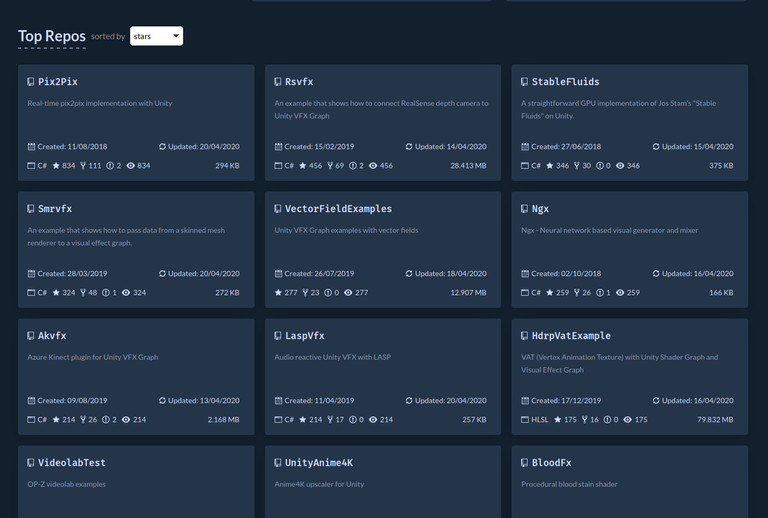 Top Repos sorted by stars
Pix2Pix
Real-time pix2pix implementation with Unity
Created: 11/08/2018 Updated: 20/04/2020
C# 834 111 2 834 294 KB
Rsvfx
An example that shows how to connect RealSense depth camera to
Unity VFX Graph
Created: 15/02/2019 Updated: 14/04/2020
C# 456 69 2 456 28.413 MB
StableFluids
A straightforward GPU implementation of Jos Stam's "Stable
Fluids" on Unity.
Created: 27/06/2018 Updated: 15/04/2020
C# 346 30 0 346 375 KB
Smrvfx
An example that shows how to pass data from a skinned mesh
renderer to a visual effect graph.
Created: 28/03/2019 Updated: 20/04/2020
C# 324 48 1 324 272 KB
VectorFieldExamples
Unity VFX Graph examples with vector fields
Created: 26/07/2019 Updated: 18/04/2020
277 23 0 277 12.907 MB
Ngx
Ngx - Neural network based visual generator and mixer
Created: 02/10/2018 Updated: 16/04/2020
C# 259 26 1 259 166 KB
Akvfx
Azure Kinect plugin for Unity VFX Graph
Created: 09/08/2019 Updated: 13/04/2020
C# 214 26 2 214 2.168 MB
LaspVfx
Audio reactive Unity VFX with LASP
Created: 11/04/2019 Updated: 20/04/2020
C# 214 17 0 214 257 KB
HdrpVatExample
VAT (Vertex Animation Texture) with Unity Shader Graph and
Visual Effect Graph
Created: 17/12/2019 Updated: 16/04/2020
HLSL 175 16 0 175 79.832 MB
VideolabTest
OP-Z videolab examples
UnityAnime4K
Anime4K upscaler for Unity
BloodFx
Procedural blood stain shader